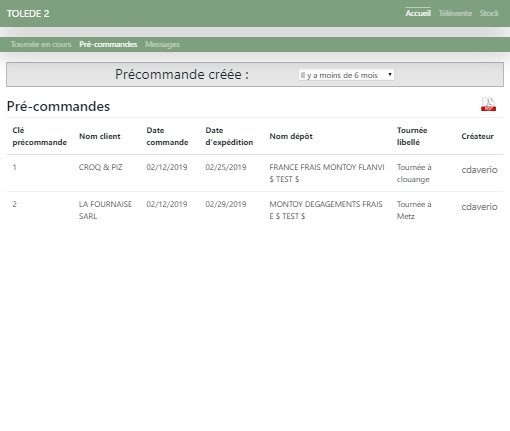 TOLEDE 2 Accueil Télévente Stock
Tournée en cours Pré-commandes Messages
Précommande créée : Il y a moins de 6 mois
Pré-commandes
Clé précommande Nom client Date commande Date d'expédition Nom dépôt Tournée libellé Créateur
1 CROQ & PIZ 02/12/2019 02/25/2019 FRANCE FRAIS MONTOY FLANVI $ TEST $ Tournée à clouange cdaverio
2 LA FOURNAISE SARL 02/12/2019 02/29/2019 MONTOY DEGAGEMENTS FRAIS E $ TEST $ Tournée à Metz cdaverio